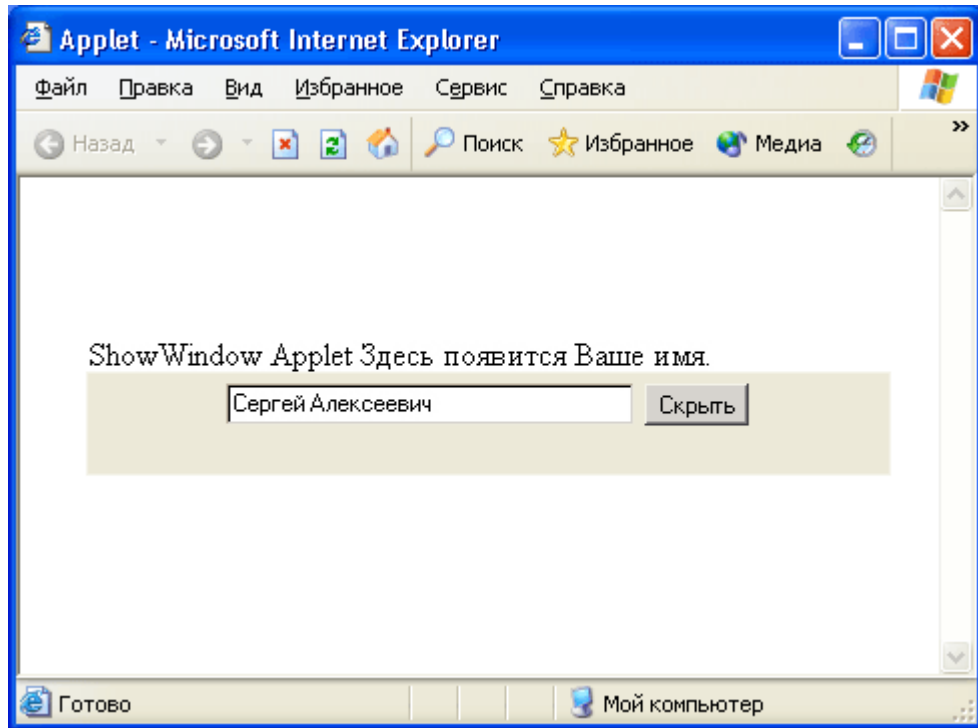 Applet - Microsoft Internet Explorer
Файл Правка Вид Избранное Сервис Справка
Назад Поиск Избранное Медиа »
ShowWindow Applet Здесь появится Ваше имя.
Сергей Алексеевич Скрыть
Готово Мой компьютер